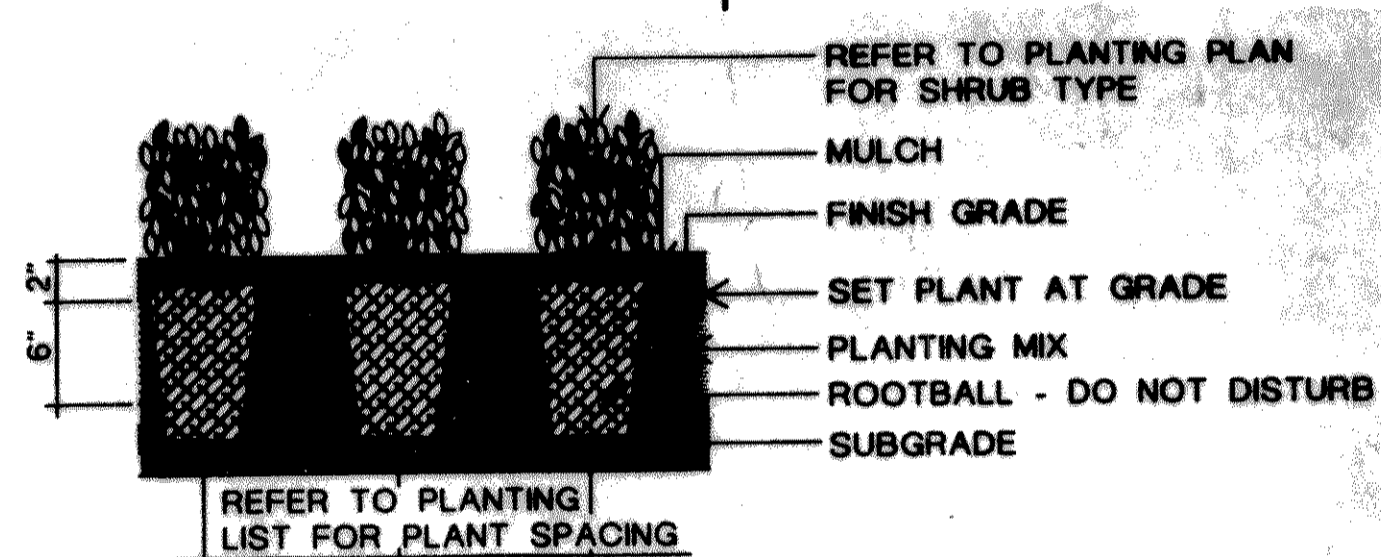 REFER TO PLANTING PLAN
FOR SHRUB TYPE
MULCH
FINISH GRADE
2"
SET PLANT AT GRADE
6"
PLANTING MIX
ROOTBALL - DO NOT DISTURB
SUBGRADE
REFER TO PLANTING
LIST FOR PLANT SPACING